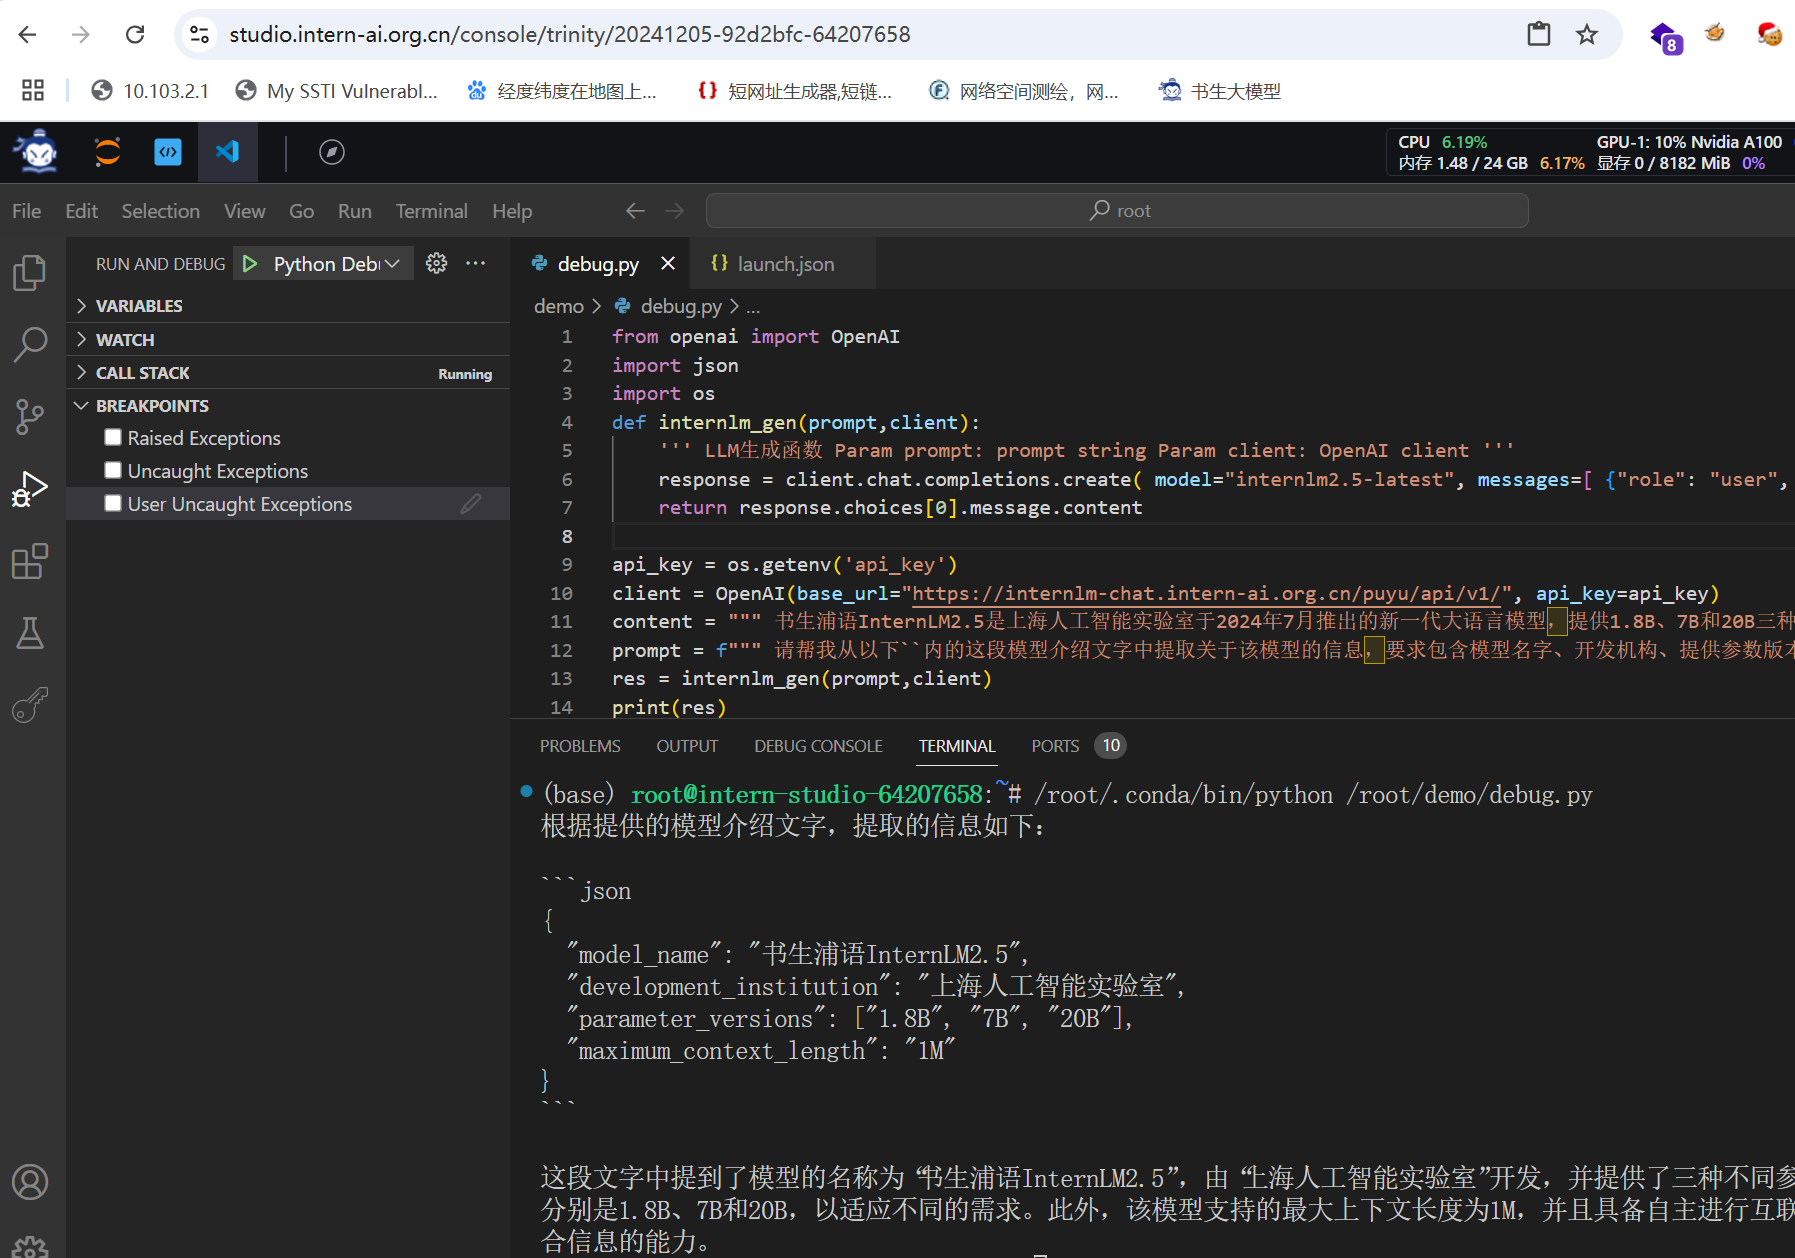 studio.intern-ai.org.cn/console/trinity/20241205-92d2bfc-64207658
8
10.103.2.1
My SSTI Vulnerabl...
经度纬度在地图上...
短网址生成器,短链...
网络空间测绘，网...
书生大模型
CPU 6.19%
GPU-1: 10% Nvidia A100
内存 1.48 / 24 GB 6.17%
显存 0 / 8182 MiB 0%
File Edit Selection View Go Run Terminal Help
root
RUN AND DEBUG
Python Deb
debug.py
launch.json
VARIABLES
WATCH
CALL STACK
Running
BREAKPOINTS
Raised Exceptions
Uncaught Exceptions
User Uncaught Exceptions
demo > debug.py > ...
1 from openai import OpenAI
2 import json
3 import os
4 def internlm_gen(prompt,client):
5 ''' LLM生成函数 Param prompt: prompt string Param client: OpenAI client '''
6 response = client.chat.completions.create( model="internlm2.5-latest", messages=[ {"role": "user",
7 return response.choices[0].message.content
8
9 api_key = os.getenv('api_key')
10 client = OpenAI(base_url="https://internlm-chat.intern-ai.org.cn/puyu/api/v1/", api_key=api_key)
11 content = """ 书生浦语InternLM2.5是上海人工智能实验室于2024年7月推出的新一代大语言模型，提供1.8B、7B和20B三种
12 prompt = f""" 请帮我从以下``内的这段模型介绍文字中提取关于该模型的信息，要求包含模型名字、开发机构、提供参数版本
13 res = internlm_gen(prompt,client)
14 print(res)
PROBLEMS OUTPUT DEBUG CONSOLE TERMINAL PORTS 10
(base) root@intern-studio-64207658:~# /root/.conda/bin/python /root/demo/debug.py
根据提供的模型介绍文字，提取的信息如下：
```json
{
"model_name": "书生浦语InternLM2.5",
"development_institution": "上海人工智能实验室",
"parameter_versions": ["1.8B", "7B", "20B"],
"maximum_context_length": "1M"
}
```
这段文字中提到了模型的名称为“书生浦语InternLM2.5”，由“上海人工智能实验室”开发，并提供了三种不同参
分别是1.8B、7B和20B，以适应不同的需求。此外，该模型支持的最大上下文长度为1M，并且具备自主进行互联
合信息的能力。